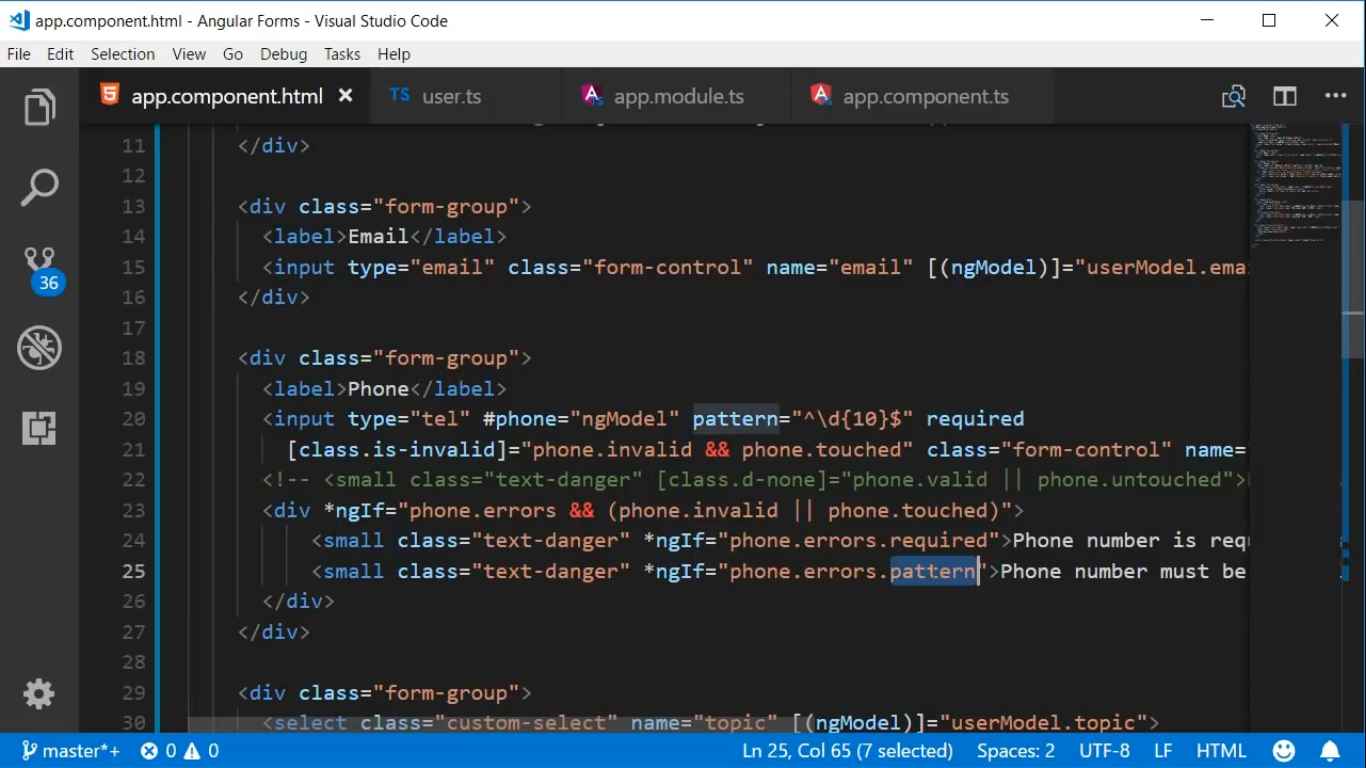 app.component.html - Angular Forms - Visual Studio Code
File Edit Selection View Go Debug Tasks Help
app.component.html TS user.ts app.module.ts app.component.ts
11 </div>
12
13 <div class="form-group">
14 <label>Email</label>
15 <input type="email" class="form-control" name="email" [(ngModel)]="userModel.emai
16 </div>
17
18 <div class="form-group">
19 <label>Phone</label>
20 <input type="tel" #phone="ngModel" pattern="^\d{10}$" required
21 [class.is-invalid]="phone.invalid && phone.touched" class="form-control" name=
22 <!-- <small class="text-danger" [class.d-none]="phone.valid || phone.untouched">
23 <div *ngIf="phone.errors && (phone.invalid || phone.touched)">
24 <small class="text-danger" *ngIf="phone.errors.required">Phone number is req
25 <small class="text-danger" *ngIf="phone.errors.pattern">Phone number must be
26 </div>
27 </div>
28
29 <div class="form-group">
30 <select class="custom-select" name="topic" [(ngModel)]="userModel.topic">
36
master*+ 0 0 Ln 25, Col 65 (7 selected) Spaces: 2 UTF-8 LF HTML